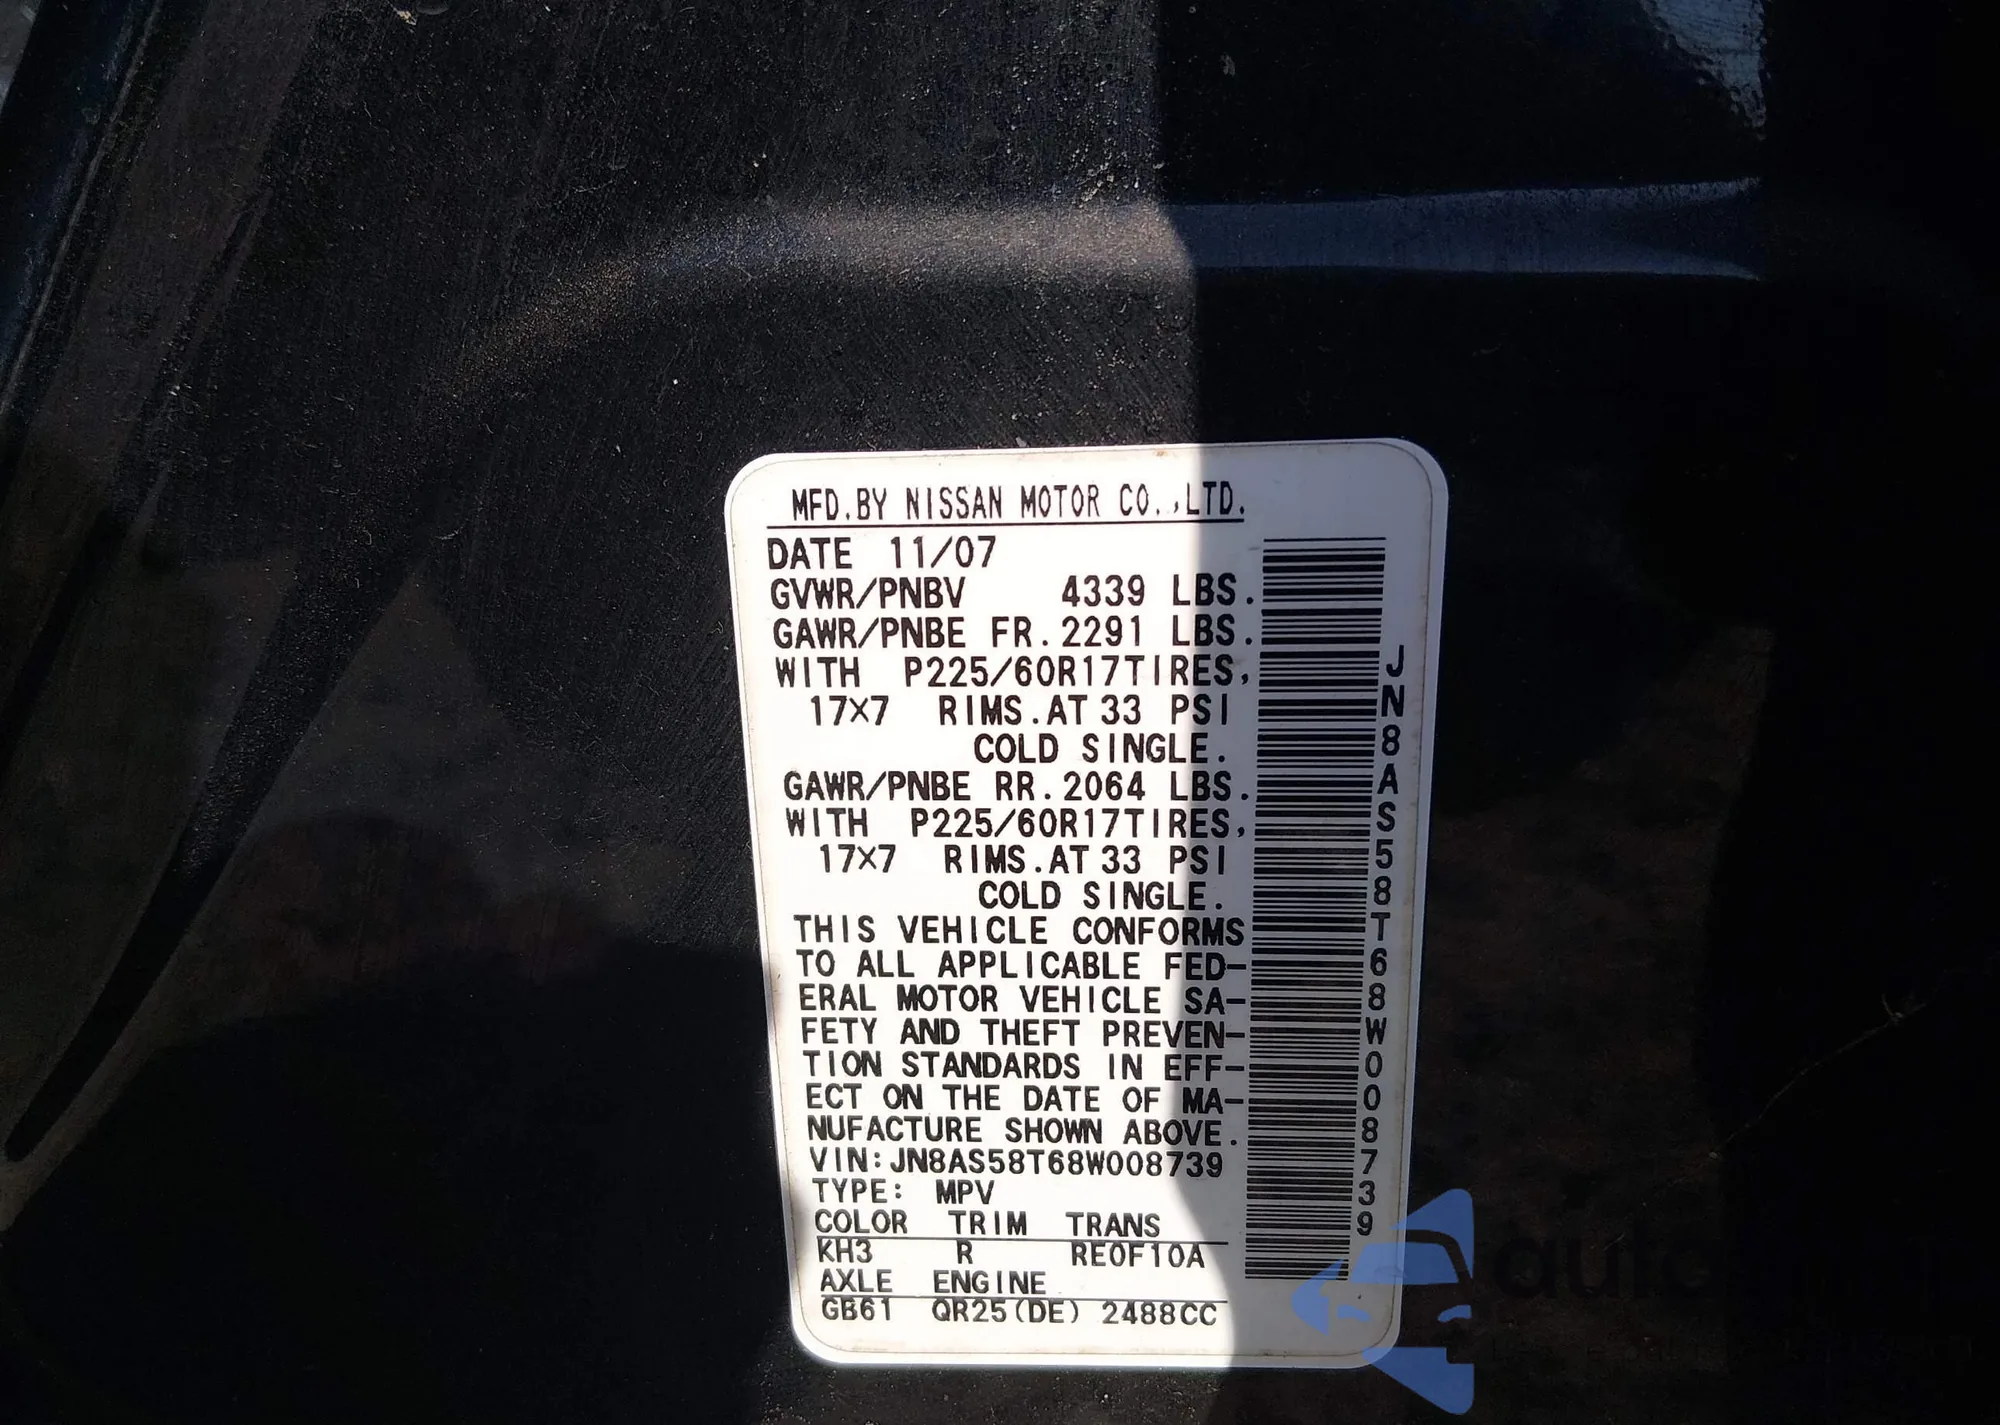 MFD.BY NISSAN MOTOR CO.,LTD.
DATE 11/07
GVWR/PNBV 4339 LBS.
GAWR/PNBE FR.2291 LBS.
WITH P225/60R17TIRES,
17×7 RIMS.AT 33 PSI
COLD SINGLE.
GAWR/PNBE RR.2064 LBS.
WITH P225/60R17TIRES,
17×7 RIMS.AT 33 PSI
COLD SINGLE.
THIS VEHICLE CONFORMS
TO ALL APPLICABLE FED-
ERAL MOTOR VEHICLE SA-
FETY AND THEFT PREVEN-
TION STANDARDS IN EFF-
ECT ON THE DATE OF MA-
NUFACTURE SHOWN ABOVE.
VIN:JN8AS58T68W008739
TYPE: MPV
COLOR TRIM TRANS
KH3 R RE0F10A
AXLE ENGINE
GB61 QR25(DE) 2488CC
JN8AS58T68W008739